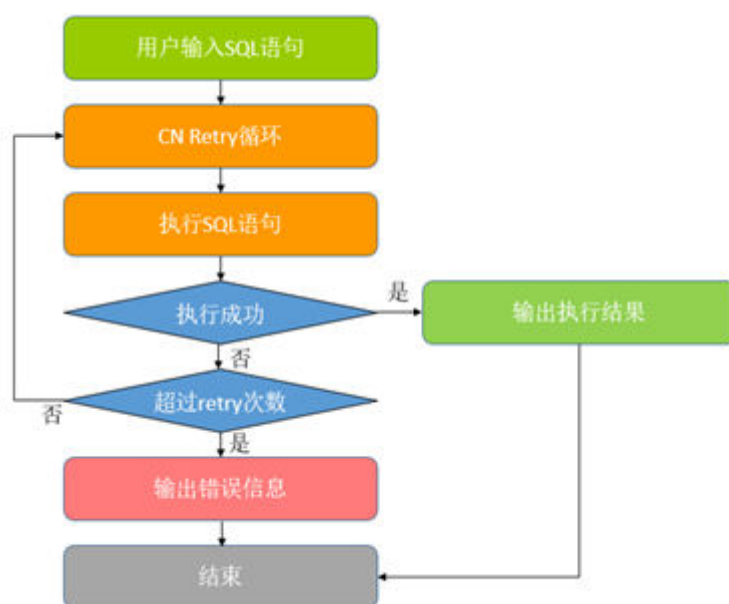 用户输入SQL语句
CN Retry循环
执行SQL语句
执行成功
是
输出执行结果
否
超过retry次数
否
是
输出错误信息
结束